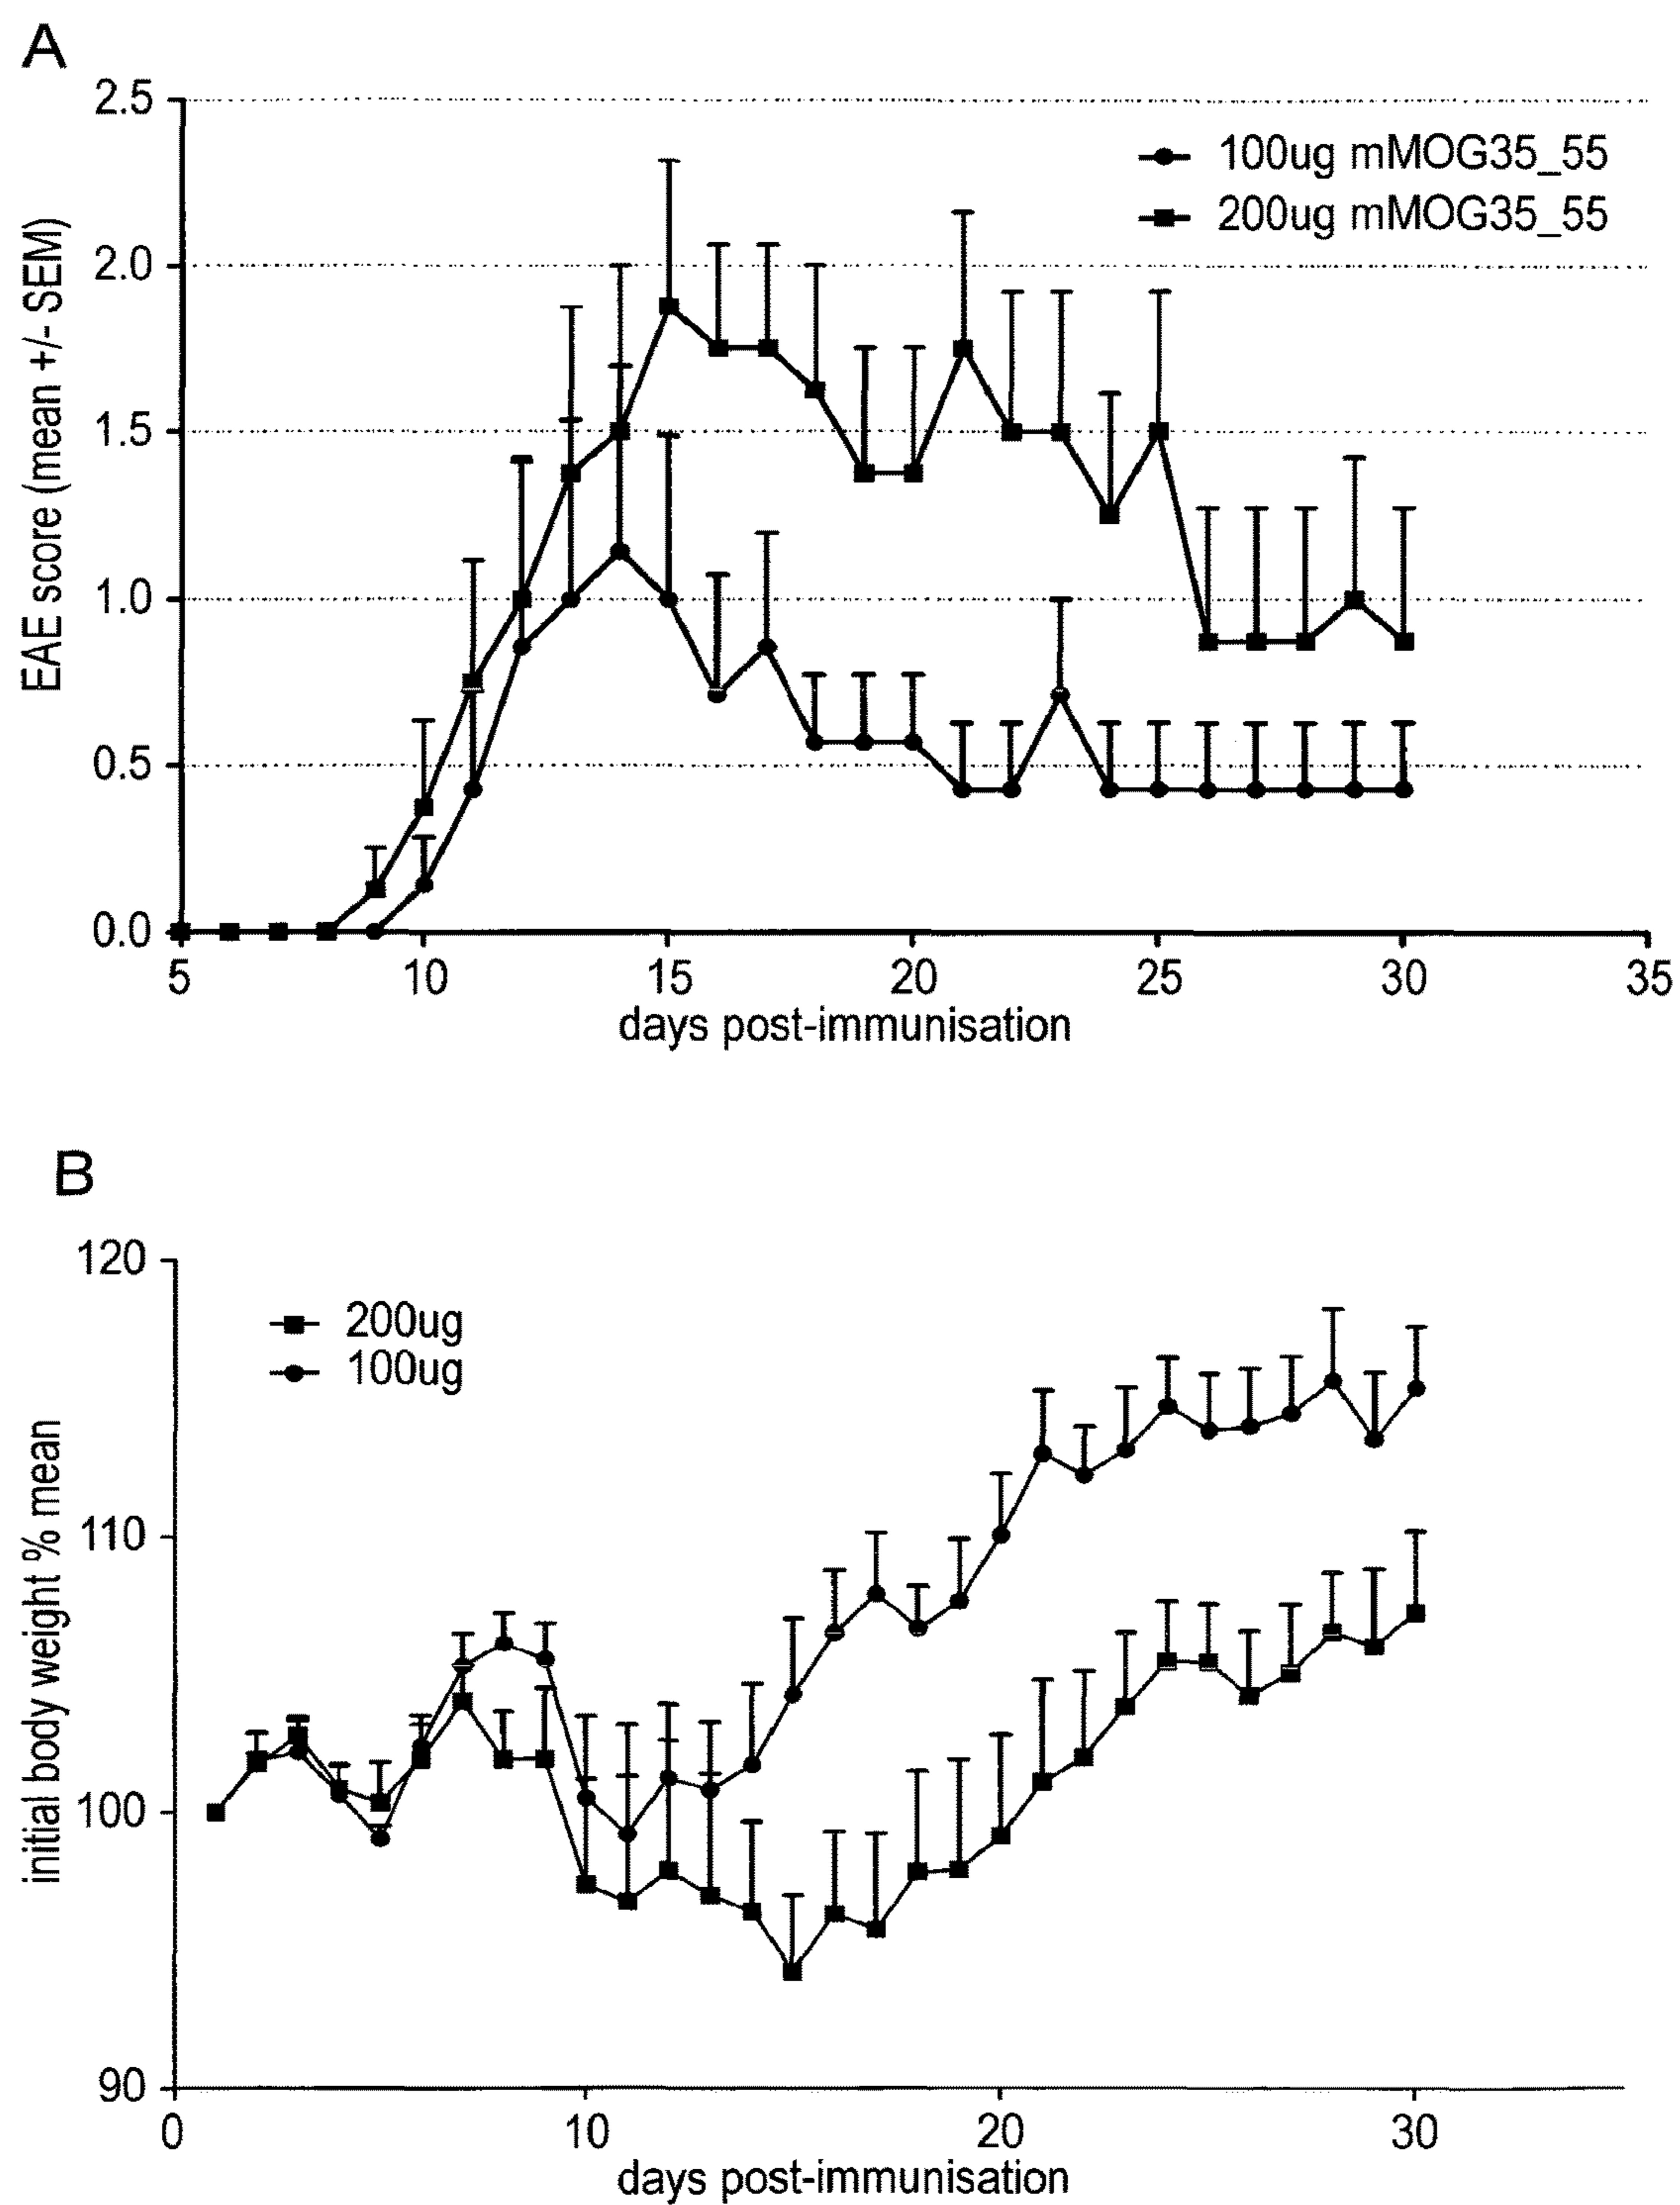 A
2.5
2.0
1.5
1.0
0.5
0.0
EAE score (mean +/- SEM)
100ug mMOG35_55
200ug mMOG35_55
5 10 15 20 25 30 35
days post-immunisation
B
120
110
100
90
initial body weight % mean
200ug
100ug
0 10 20 30
days post-immunisation